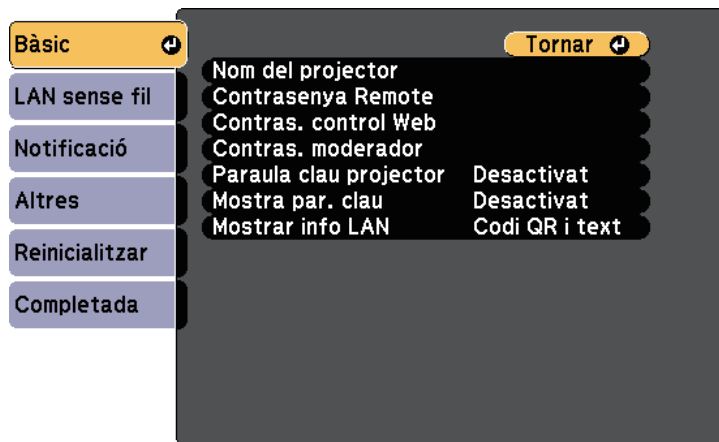 Bàsic
LAN sense fil
Notificació
Altres
Reinicialitzar
Completada
Tornar
Nom del projector
Contrasenya Remote
Contras. control Web
Contras. moderador
Paraula clau projector Desactivat
Mostra par. clau Desactivat
Mostrar info LAN Codi QR i text